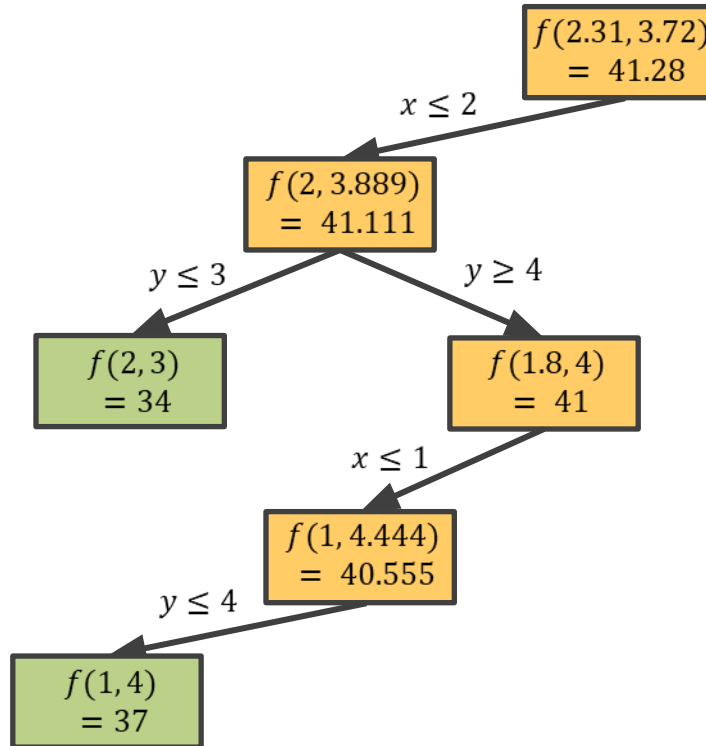 f(2.31, 3.72)
= 41.28
x ≤ 2
f(2, 3.889)
= 41.111
y ≤ 3
y ≥ 4
f(2, 3)
= 34
f(1.8, 4)
= 41
x ≤ 1
f(1, 4.444)
= 40.555
y ≤ 4
f(1, 4)
= 37